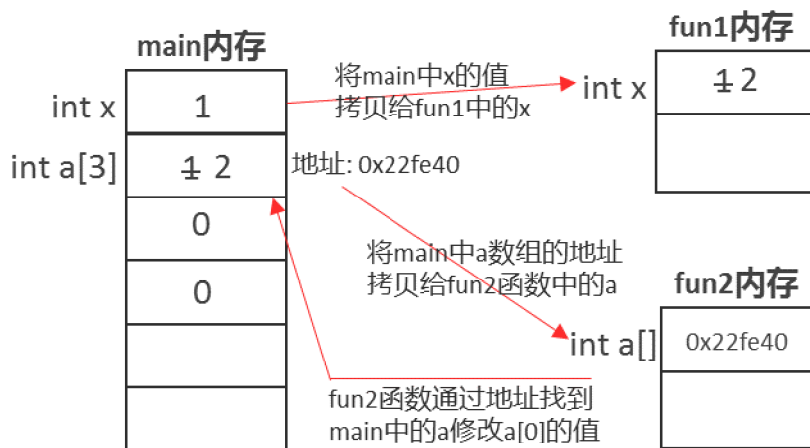 main内存
fun1内存
int x
1
将main中x的值
拷贝给fun1中的x
int x
1 2
int a[3]
1 2
地址: 0x22fe40
0
0
将main中a数组的地址
拷贝给fun2函数中的a
fun2内存
int a[]
0x22fe40
fun2函数通过地址找到
main中的a修改a[0]的值